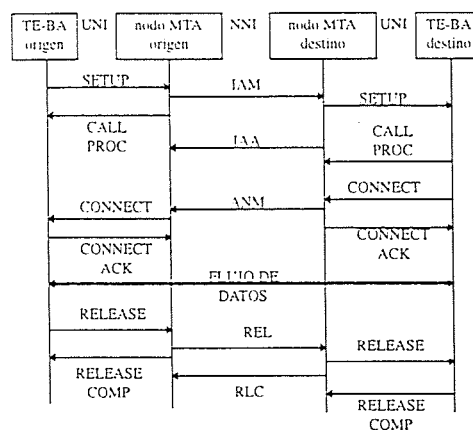 TE-BA origen
UNI
nodo MTA origen
NNI
nodo MTA destino
UNI
TE-BA destino
SETUP
IAM
SETUP
CALL PROC
IAA
CALL PROC
CONNECT
CONNECT
ANM
CONNECT ACK
CONNECT ACK
FLUJO DE DATOS
RELEASE
REL
RELEASE
RELEASE COMP
RLC
RELEASE COMP